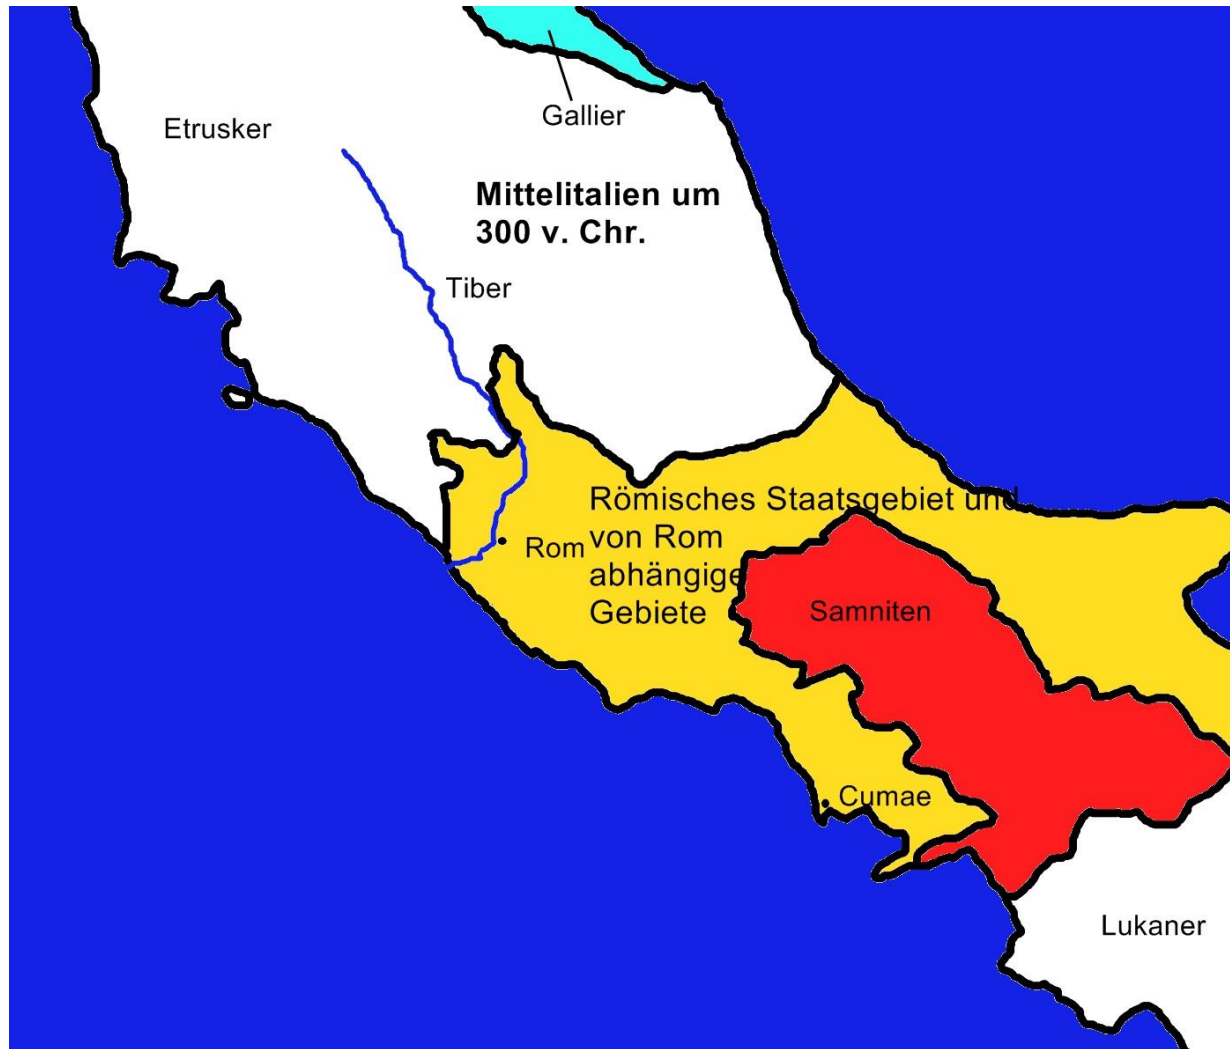 Gallier
Etrusker
Mittelitalien um
300 v. Chr.
Tiber
Römisches Staatsgebiet und
von Rom
abhängige
Gebiete
Rom
Samniten
Cumae
Lukaner